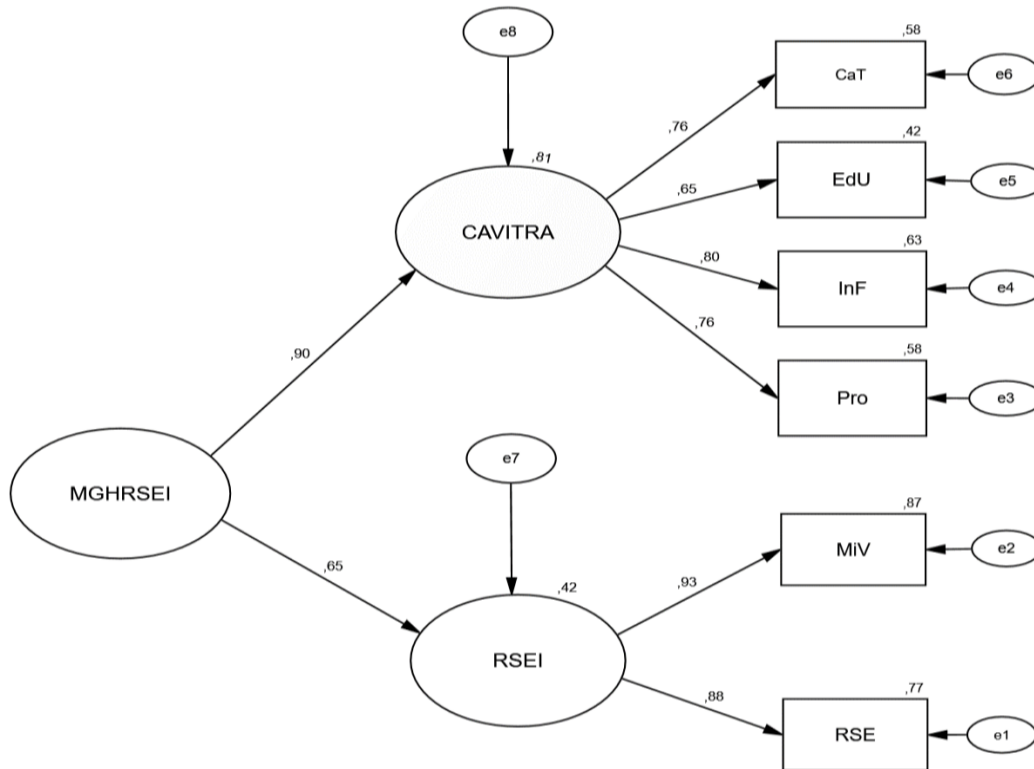 e8
,58
CaT
e6
,76
,42
,81
EdU
e5
,65
CAVITRA
,63
,80
InF
e4
,76
,58
,90
Pro
e3
e7
MGHRSEI
,87
MiV
e2
,65
,93
,42
RSEI
,88
,77
RSE
e1